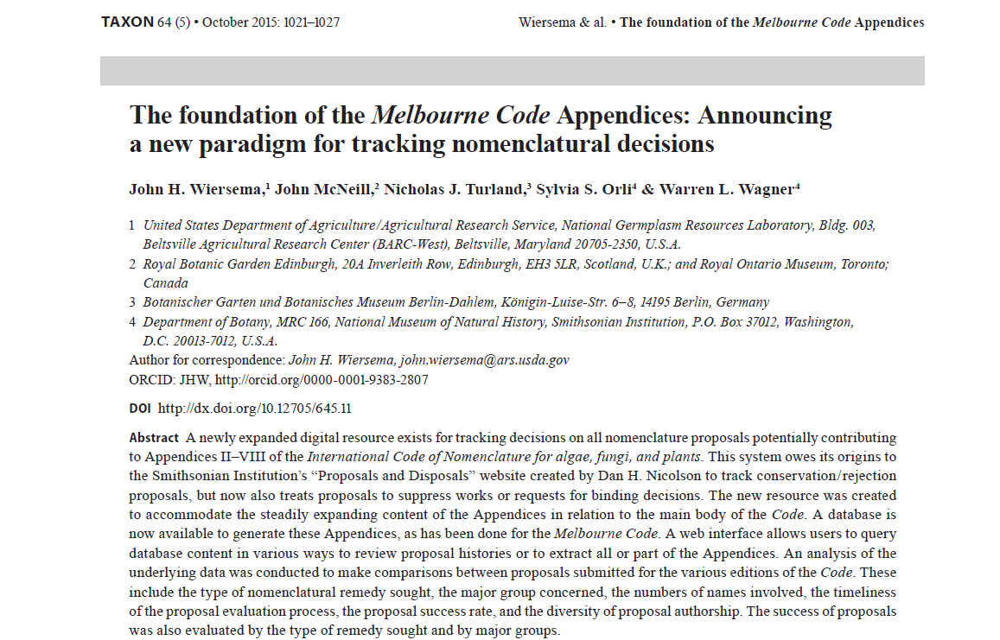 TAXON 64 (5) • October 2015: 1021–1027
Wiersema & al. • The foundation of the Melbourne Code Appendices
The foundation of the Melbourne Code Appendices: Announcing
a new paradigm for tracking nomenclatural decisions
John H. Wiersema,¹ John McNeill,² Nicholas J. Turland,³ Sylvia S. Orli⁴ & Warren L. Wagner⁴
1 United States Department of Agriculture/Agricultural Research Service, National Germplasm Resources Laboratory, Bldg. 003,
Beltsville Agricultural Research Center (BARC-West), Beltsville, Maryland 20705-2350, U.S.A.
2 Royal Botanic Garden Edinburgh, 20A Inverleith Row, Edinburgh, EH3 5LR, Scotland, U.K.; and Royal Ontario Museum, Toronto;
Canada
3 Botanischer Garten und Botanisches Museum Berlin-Dahlem, Königin-Luise-Str. 6–8, 14195 Berlin, Germany
4 Department of Botany, MRC 166, National Museum of Natural History, Smithsonian Institution, P.O. Box 37012, Washington,
D.C. 20013-7012, U.S.A.
Author for correspondence: John H. Wiersema, john.wiersema@ars.usda.gov
ORCID: JHW, http://orcid.org/0000-0001-9383-2807
DOI http://dx.doi.org/10.12705/645.11
Abstract A newly expanded digital resource exists for tracking decisions on all nomenclature proposals potentially contributing
to Appendices II–VIII of the International Code of Nomenclature for algae, fungi, and plants. This system owes its origins to
the Smithsonian Institution's “Proposals and Disposals” website created by Dan H. Nicolson to track conservation/rejection
proposals, but now also treats proposals to suppress works or requests for binding decisions. The new resource was created
to accommodate the steadily expanding content of the Appendices in relation to the main body of the Code. A database is
now available to generate these Appendices, as has been done for the Melbourne Code. A web interface allows users to query
database content in various ways to review proposal histories or to extract all or part of the Appendices. An analysis of the
underlying data was conducted to make comparisons between proposals submitted for the various editions of the Code. These
include the type of nomenclatural remedy sought, the major group concerned, the numbers of names involved, the timeliness
of the proposal evaluation process, the proposal success rate, and the diversity of proposal authorship. The success of proposals
was also evaluated by the type of remedy sought and by major groups.